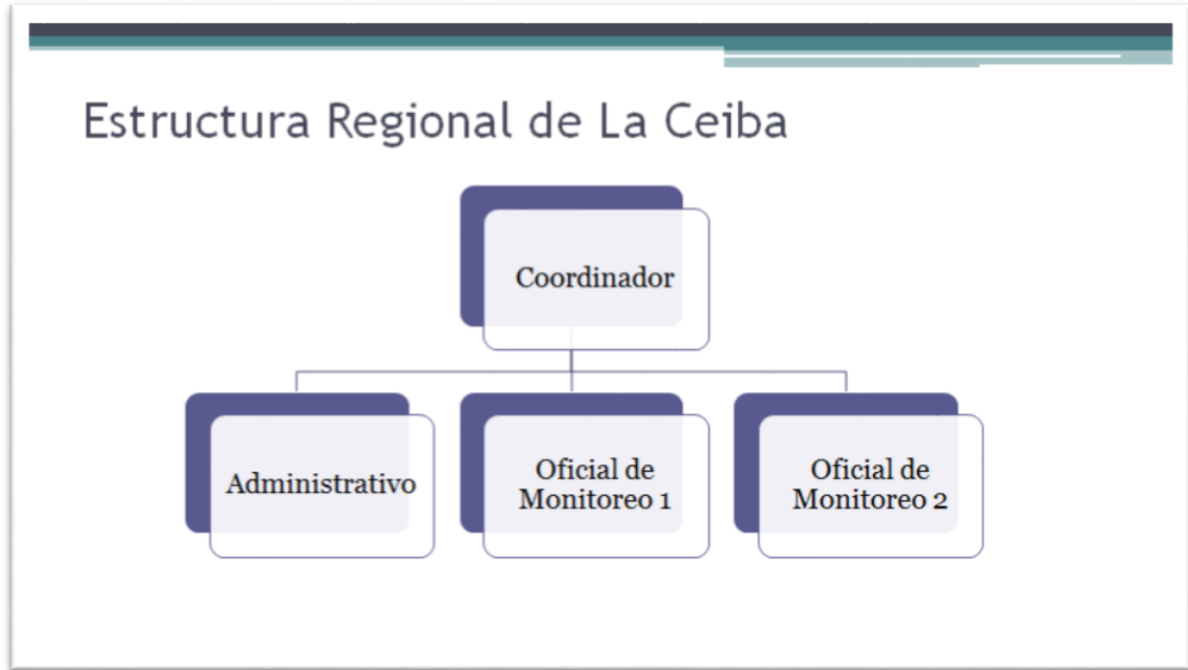 Estructura Regional de La Ceiba
Coordinador
Administrativo
Oficial de
Monitoreo 1
Oficial de
Monitoreo 2